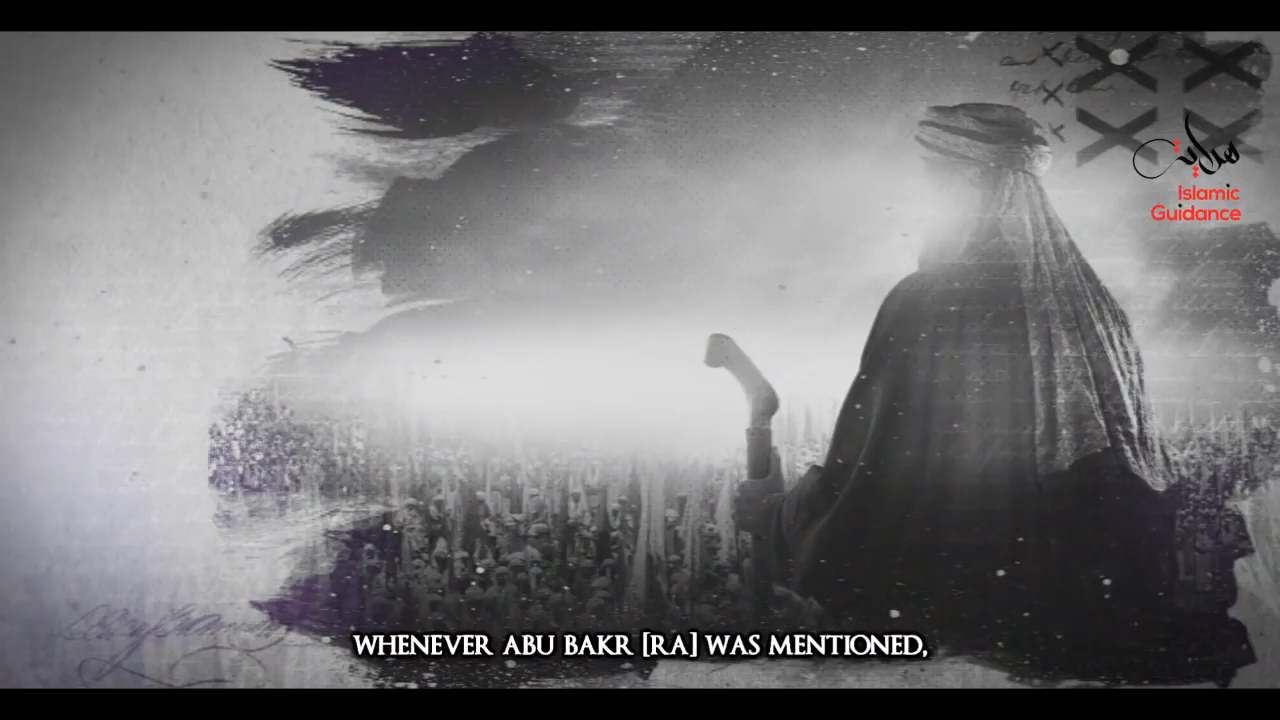 هداية
Islamic
Guidance
WHENEVER ABU BAKR [RA] WAS MENTIONED,